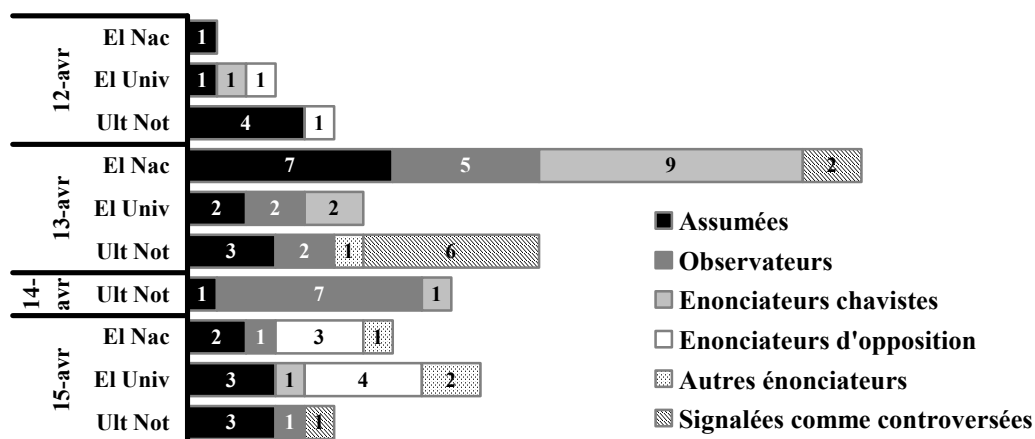 12-avr
El Nac 1
El Univ 1 1 1
Ult Not 4 1
13-avr
El Nac 7 5 9 2
El Univ 2 2 2
Ult Not 3 2 1 6
14-
avr
Ult Not 1 7 1
15-avr
El Nac 2 1 3 1
El Univ 3 1 4 2
Ult Not 3 1 1
Assumées
Observateurs
Enonciateurs chavistes
Enonciateurs d'opposition
Autres énonciateurs
Signalées comme controversées